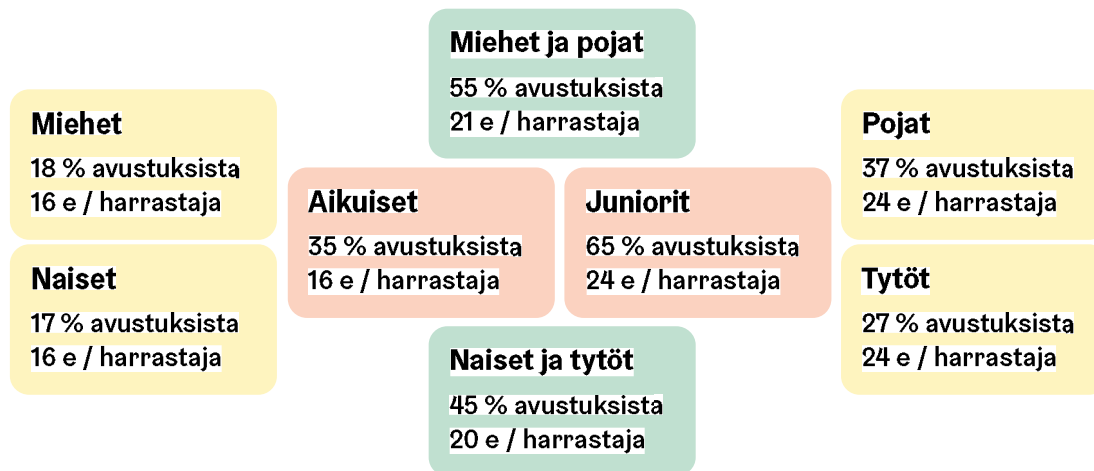 Miehet ja pojat
55 % avustuksista
21 e / harrastaja
Miehet
18 % avustuksista
16 e / harrastaja
Pojat
37 % avustuksista
24 e / harrastaja
Aikuiset
35 % avustuksista
16 e / harrastaja
Juniorit
65 % avustuksista
24 e / harrastaja
Naiset
17 % avustuksista
16 e / harrastaja
Tytöt
27 % avustuksista
24 e / harrastaja
Naiset ja tytöt
45 % avustuksista
20 e / harrastaja